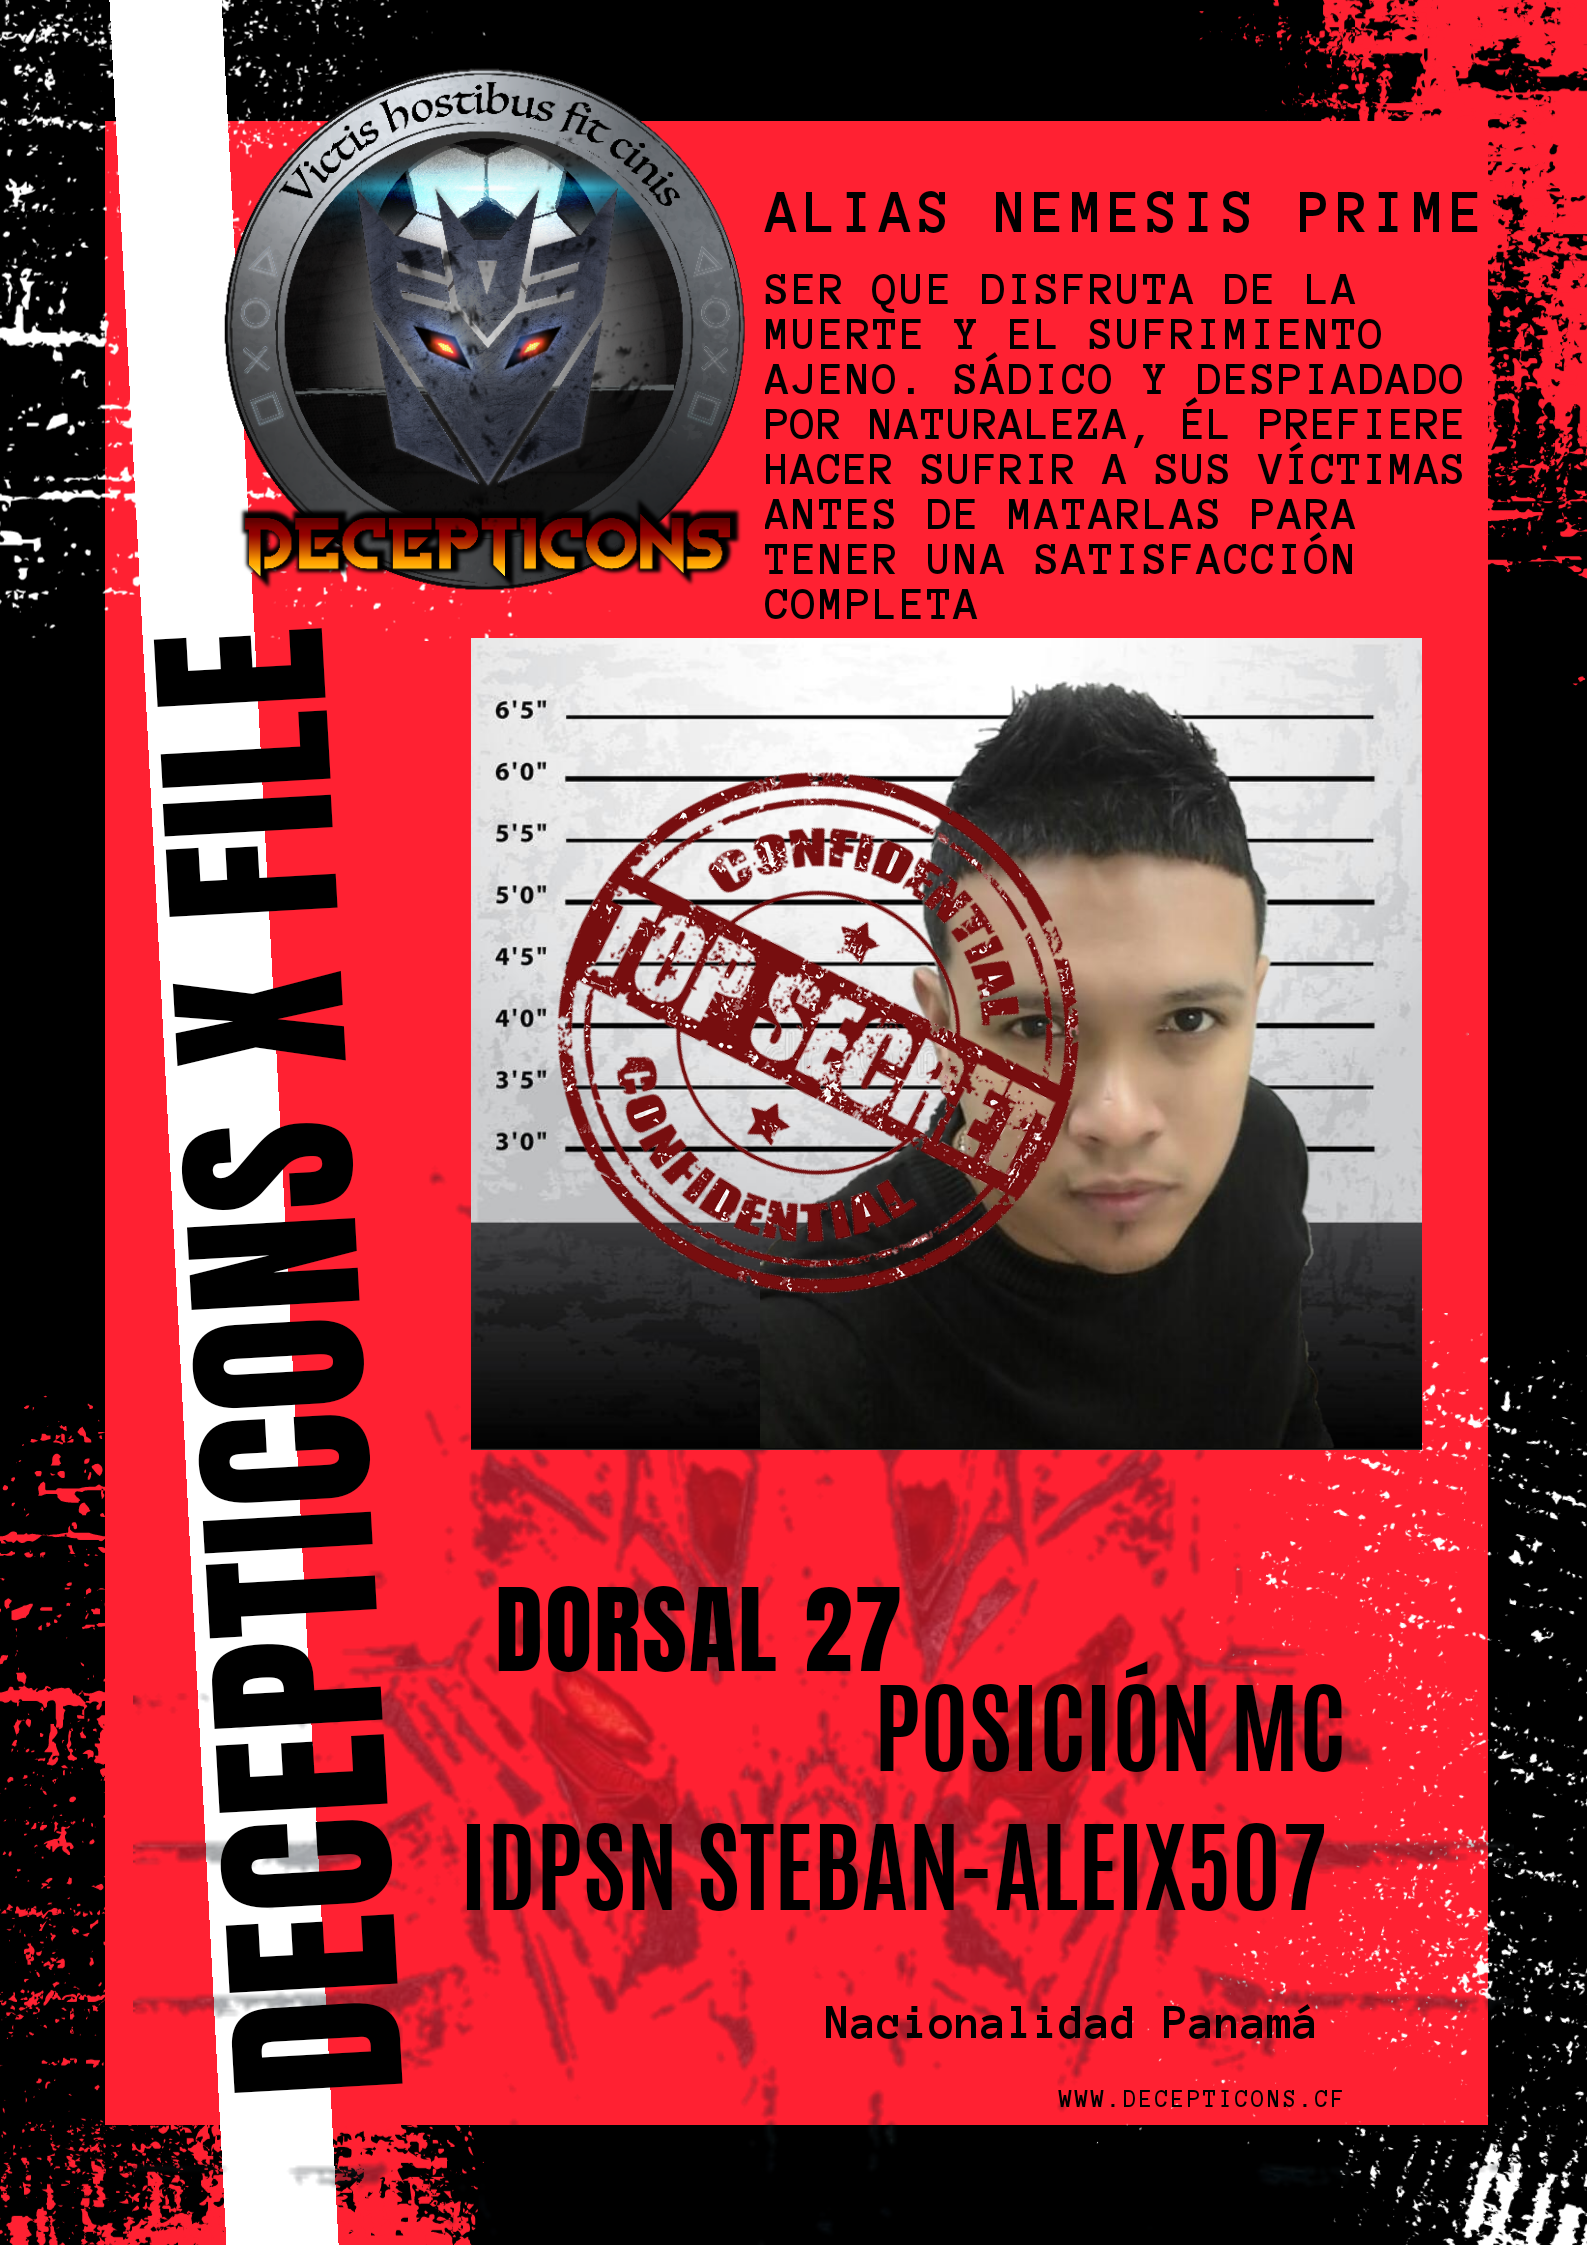 Victis hostibus fit cinis
DECEPTICONS
ALIAS NEMESIS PRIME
SER QUE DISFRUTA DE LA
MUERTE Y EL SUFRIMIENTO
AJENO. SÁDICO Y DESPIADADO
POR NATURALEZA, ÉL PREFIERE
HACER SUFRIR A SUS VÍCTIMAS
ANTES DE MATARLAS PARA
TENER UNA SATISFACCIÓN
COMPLETA
DECEPTICONS X FILE
6'5"
6'0"
5'5"
5'0"
4'5"
4'0"
3'5"
3'0"
CONFIDENTIAL
TOP SECRET
CONFIDENTIAL
DORSAL 27
POSICIÓN MC
IDPSN STEBAN-ALEIX507
Nacionalidad Panamá
WWW.DECEPTICONS.CF